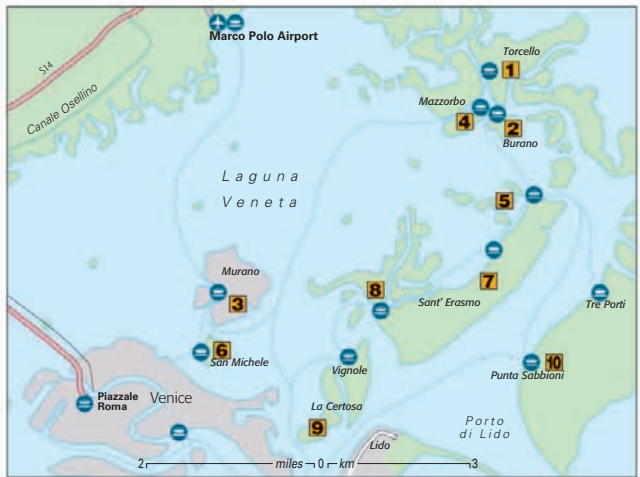 Marco Polo Airport
S14
Canale Osellino
Torcello
1
Mazzorbo
4
2
Burano
Laguna
Veneta
5
Murano
3
8
7
Sant' Erasmo
Tre Porti
6
San Michele
Vignole
10
Punta Sabbioni
Piazzale
Roma
Venice
La Certosa
9
Porto
di Lido
Lido
2 miles 0 km 3